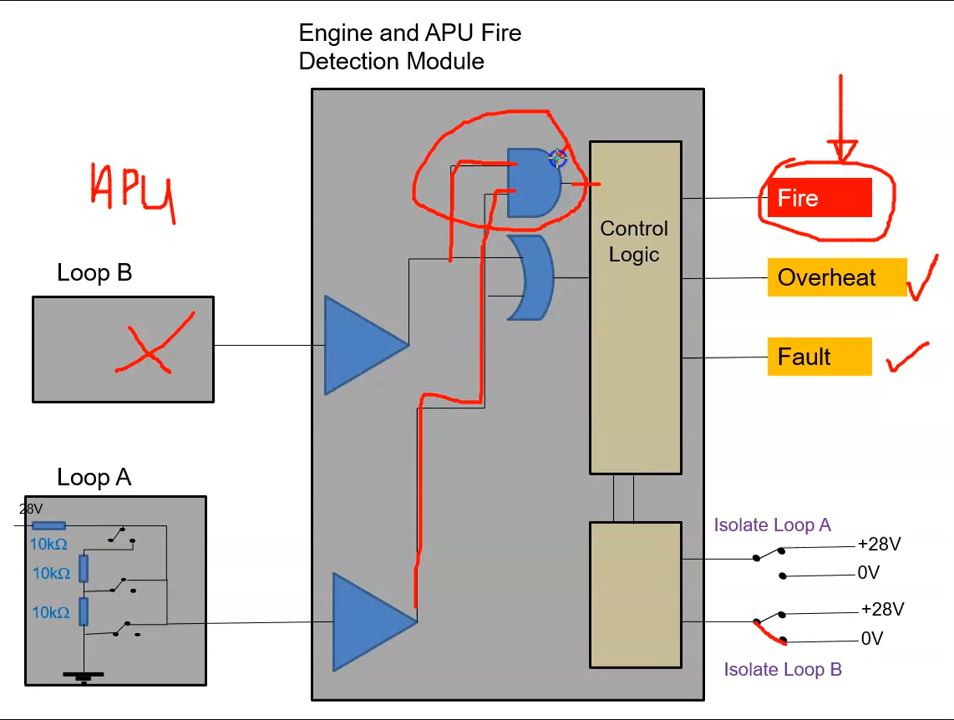 Engine and APU Fire
Detection Module
APU
Loop B
Control
Logic
Fire
Overheat
Fault
Loop A
28V
10kΩ
10kΩ
10kΩ
Isolate Loop A
+28V
0V
+28V
0V
Isolate Loop B